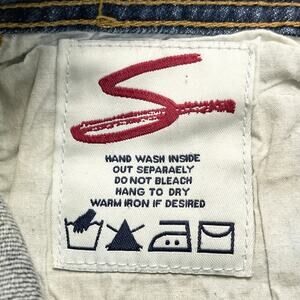 S
HAND WASH INSIDE
OUT SEPARAELY
DO NOT BLEACH
HANG TO DRY
WARM IRON IF DESIRED